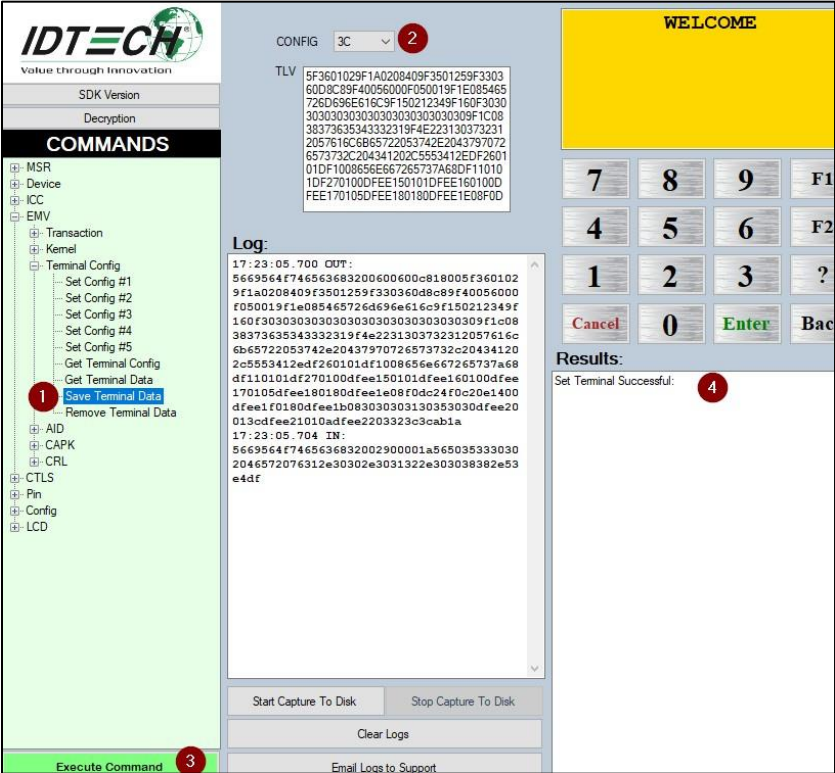 IDTECH
Value through Innovation
SDK Version
Decryption
COMMANDS
MSR
Device
ICC
EMV
Transaction
Kernel
Terminal Config
Set Config #1
Set Config #2
Set Config #3
Set Config #4
Set Config #5
Get Terminal Config
Get Terminal Data
1 Save Terminal Data
Remove Terminal Data
AID
CAPK
CRL
CTLS
Pin
Config
LCD
Execute Command 3
CONFIG 3C 2
TLV
5F3601029F1A0208409F3501259F3303
60D8C89F40056000F050019F1E085465
726D696E616C9F150212349F160F3030
303030303030303030303030309F1C08
38373635343332319F4E223130373231
2057616C6B65722053742E2043797072
6573732C204341202C5553412EDF2601
01DF1008656E667265737A68DF11010
1DF270100DFEE150101DFEE160100D
FEE170105DFEE180180DFEE1E08F0D
Log:
17:23:05.700 OUT:
5669564f746563683200600600c818005f360102
9f1a0208409f3501259f330360d8c89f40056000
f050019f1e085465726d696e616c9f150212349f
160f3030303030303030303030303030309f1c08
38373635343332319f4e2231303732312057616c
6b65722053742e20437970726573732c20434120
2c5553412edf260101df1008656e667265737a68
df110101df270100dfee150101dfee160100dfee
170105dfee180180dfee1e08f0dc24f0c20e1400
dfee1f0180dfee1b083030303130353030dfee20
013cdfee21010adfee2203323c3cab1a
17:23:05.704 IN:
5669564f7465636832002900001a565035333030
2046572076312e30302e3031322e303038382e53
e4df
Start Capture To Disk
Stop Capture To Disk
Clear Logs
Email Logs to Support
WELCOME
7 8 9 F1
4 5 6 F2
1 2 3 ?
Cancel 0 Enter Bac
Results:
Set Terminal Successful: 4